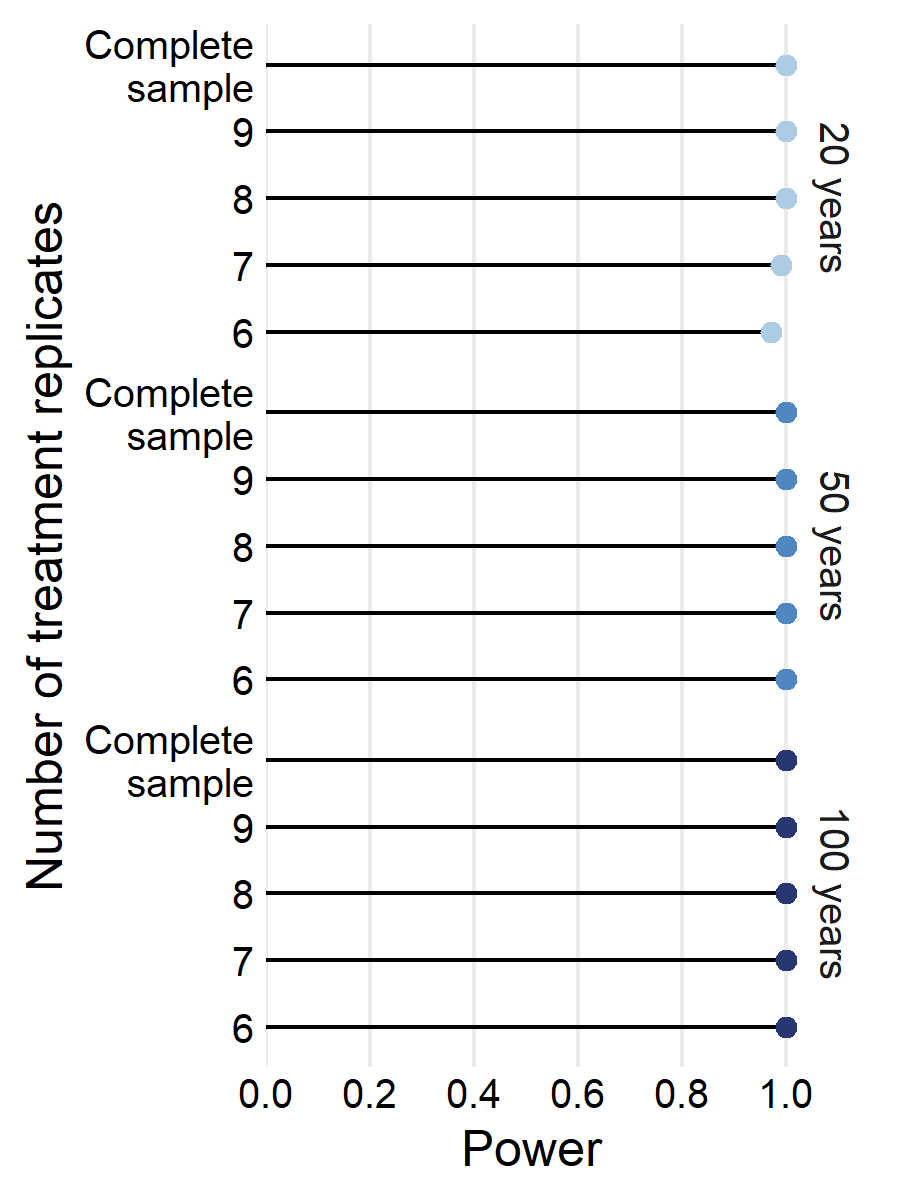 Number of treatment replicates
Complete
sample
9
8
7
6
20 years
Complete
sample
9
8
7
6
50 years
Complete
sample
9
8
7
6
100 years
0.0 0.2 0.4 0.6 0.8 1.0
Power